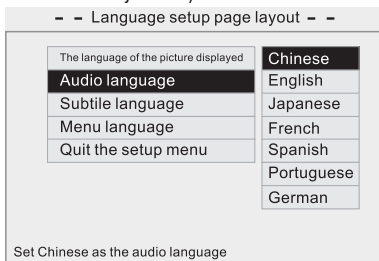 - - Language setup page layout - -
The language of the picture displayed
Audio language
Subtile language
Menu language
Quit the setup menu
Chinese
English
Japanese
French
Spanish
Portuguese
German
Set Chinese as the audio language